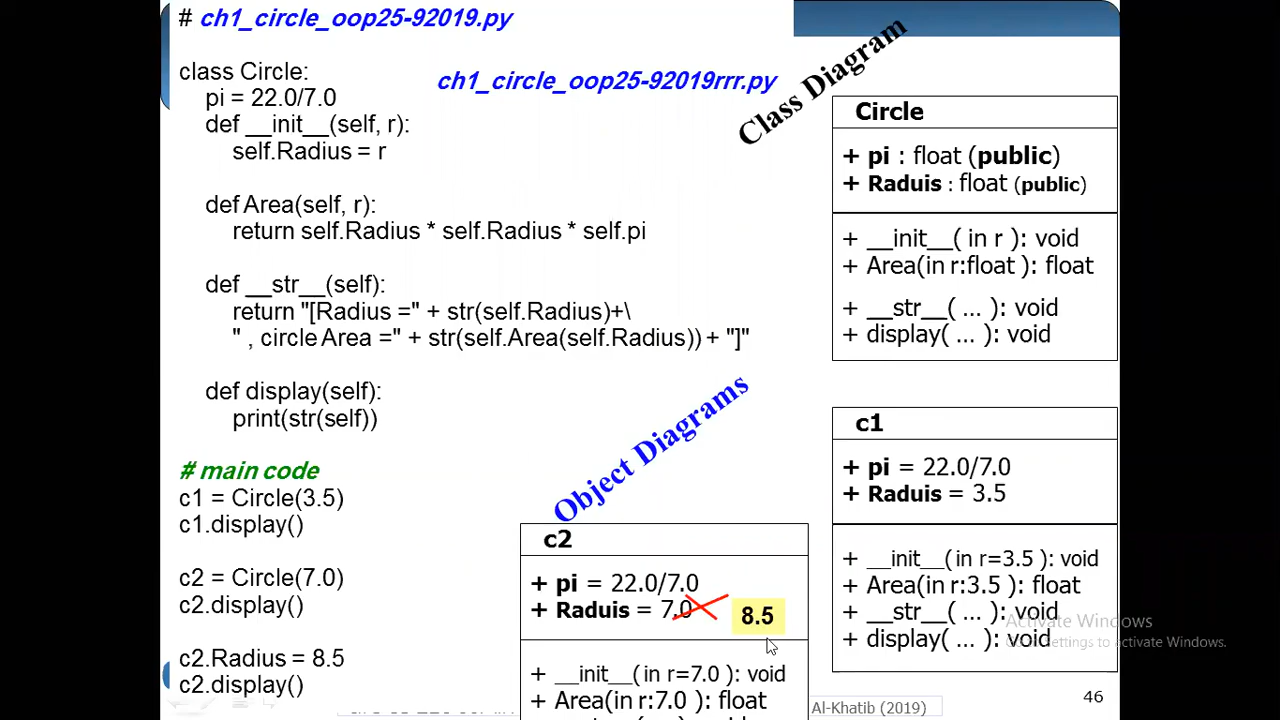 # ch1_circle_oop25-92019.py
ch1_circle_oop25-92019rrr.py
class Circle:
pi = 22.0/7.0
def __init__(self, r):
self.Radius = r
def Area(self, r):
return self.Radius * self.Radius * self.pi
def __str__(self):
return "[Radius =" + str(self.Radius)+\
" , circle Area =" + str(self.Area(self.Radius)) + "]"
def display(self):
print(str(self))
# main code
c1 = Circle(3.5)
c1.display()
c2 = Circle(7.0)
c2.display()
c2.Radius = 8.5
c2.display()
Class Diagram
Circle
+ pi : float (public)
+ Raduis : float (public)
+ __init__( in r ): void
+ Area(in r:float ): float
+ __str__( ... ): void
+ display( ... ): void
Object Diagrams
c1
+ pi = 22.0/7.0
+ Raduis = 3.5
+ __init__( in r=3.5 ): void
+ Area(in r:3.5 ): float
+ __str__( ... ): void
+ display( ... ): void
c2
+ pi = 22.0/7.0
+ Raduis = 7.0
8.5
+ __init__( in r=7.0 ): void
+ Area(in r:7.0 ): float
Activate Windows
Settings to activate Windows.
46
Al-Khatib (2019)